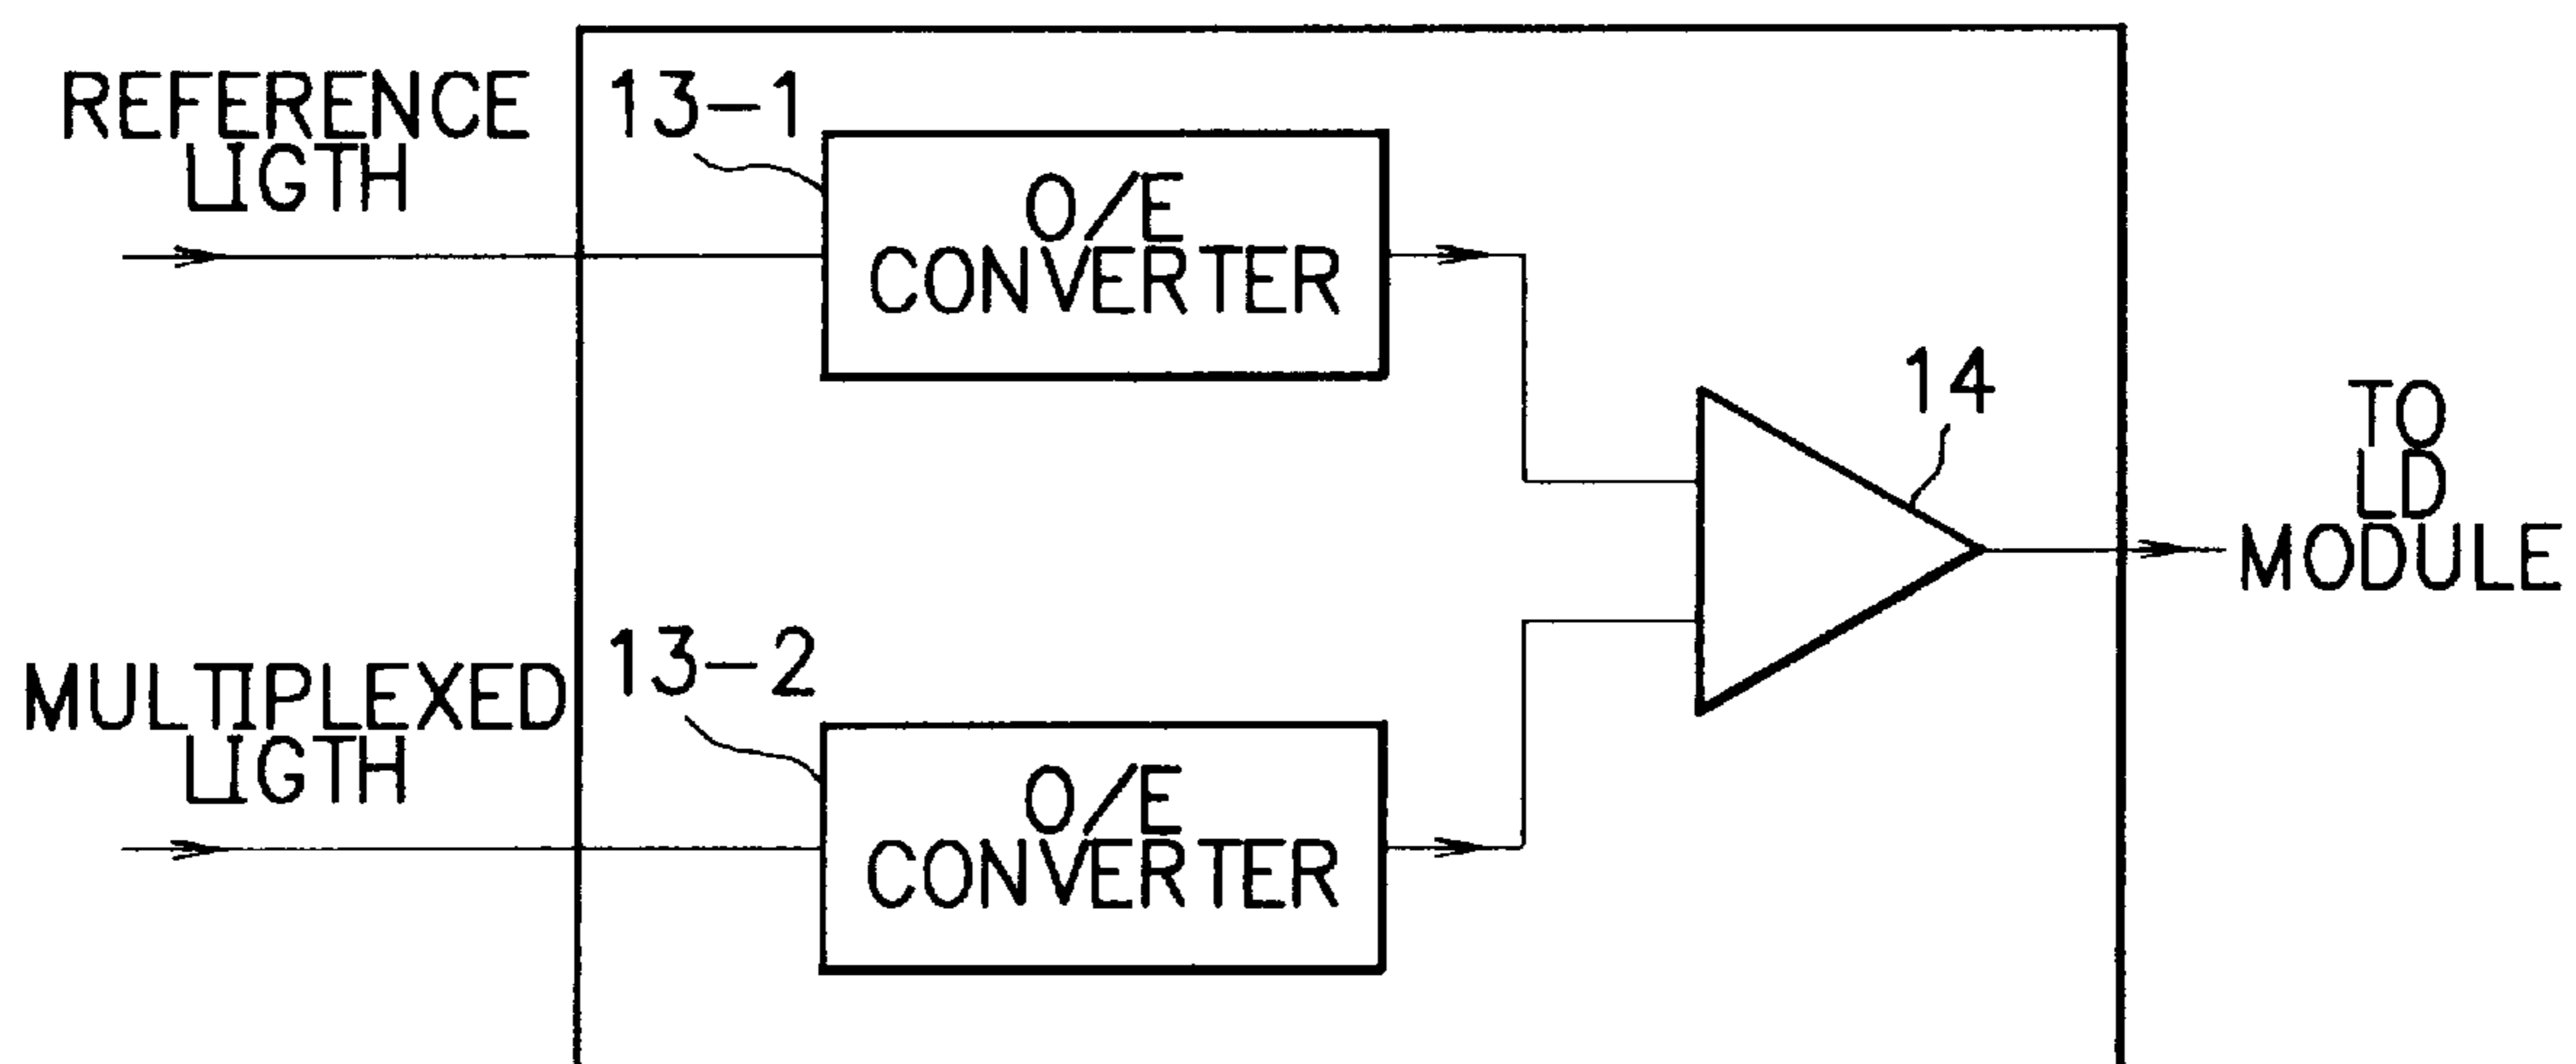 REFERENCE
LIGTH
13-1
O/E
CONVERTER
14
TO
LD
MODULE
MULTIPLEXED
LIGTH
13-2
O/E
CONVERTER